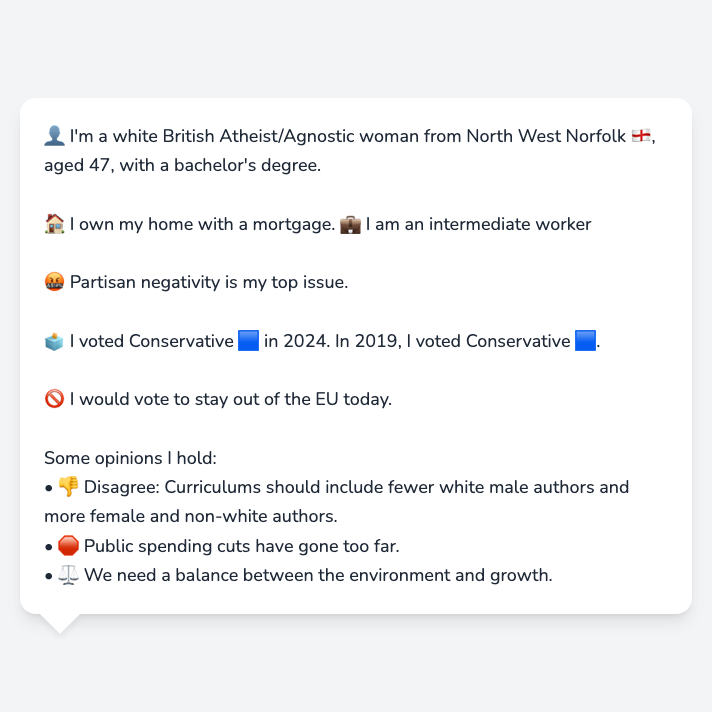 👤 I'm a white British Atheist/Agnostic woman from North West Norfolk 🏴󠁧󠁢󠁥󠁮󠁧󠁿,
aged 47, with a bachelor's degree.
🏠 I own my home with a mortgage. 💼 I am an intermediate worker
🤬 Partisan negativity is my top issue.
🗳️ I voted Conservative 🟦 in 2024. In 2019, I voted Conservative 🟦.
🚫 I would vote to stay out of the EU today.
Some opinions I hold:
• 👎 Disagree: Curriculums should include fewer white male authors and
more female and non-white authors.
• 🛑 Public spending cuts have gone too far.
• ⚖️ We need a balance between the environment and growth.